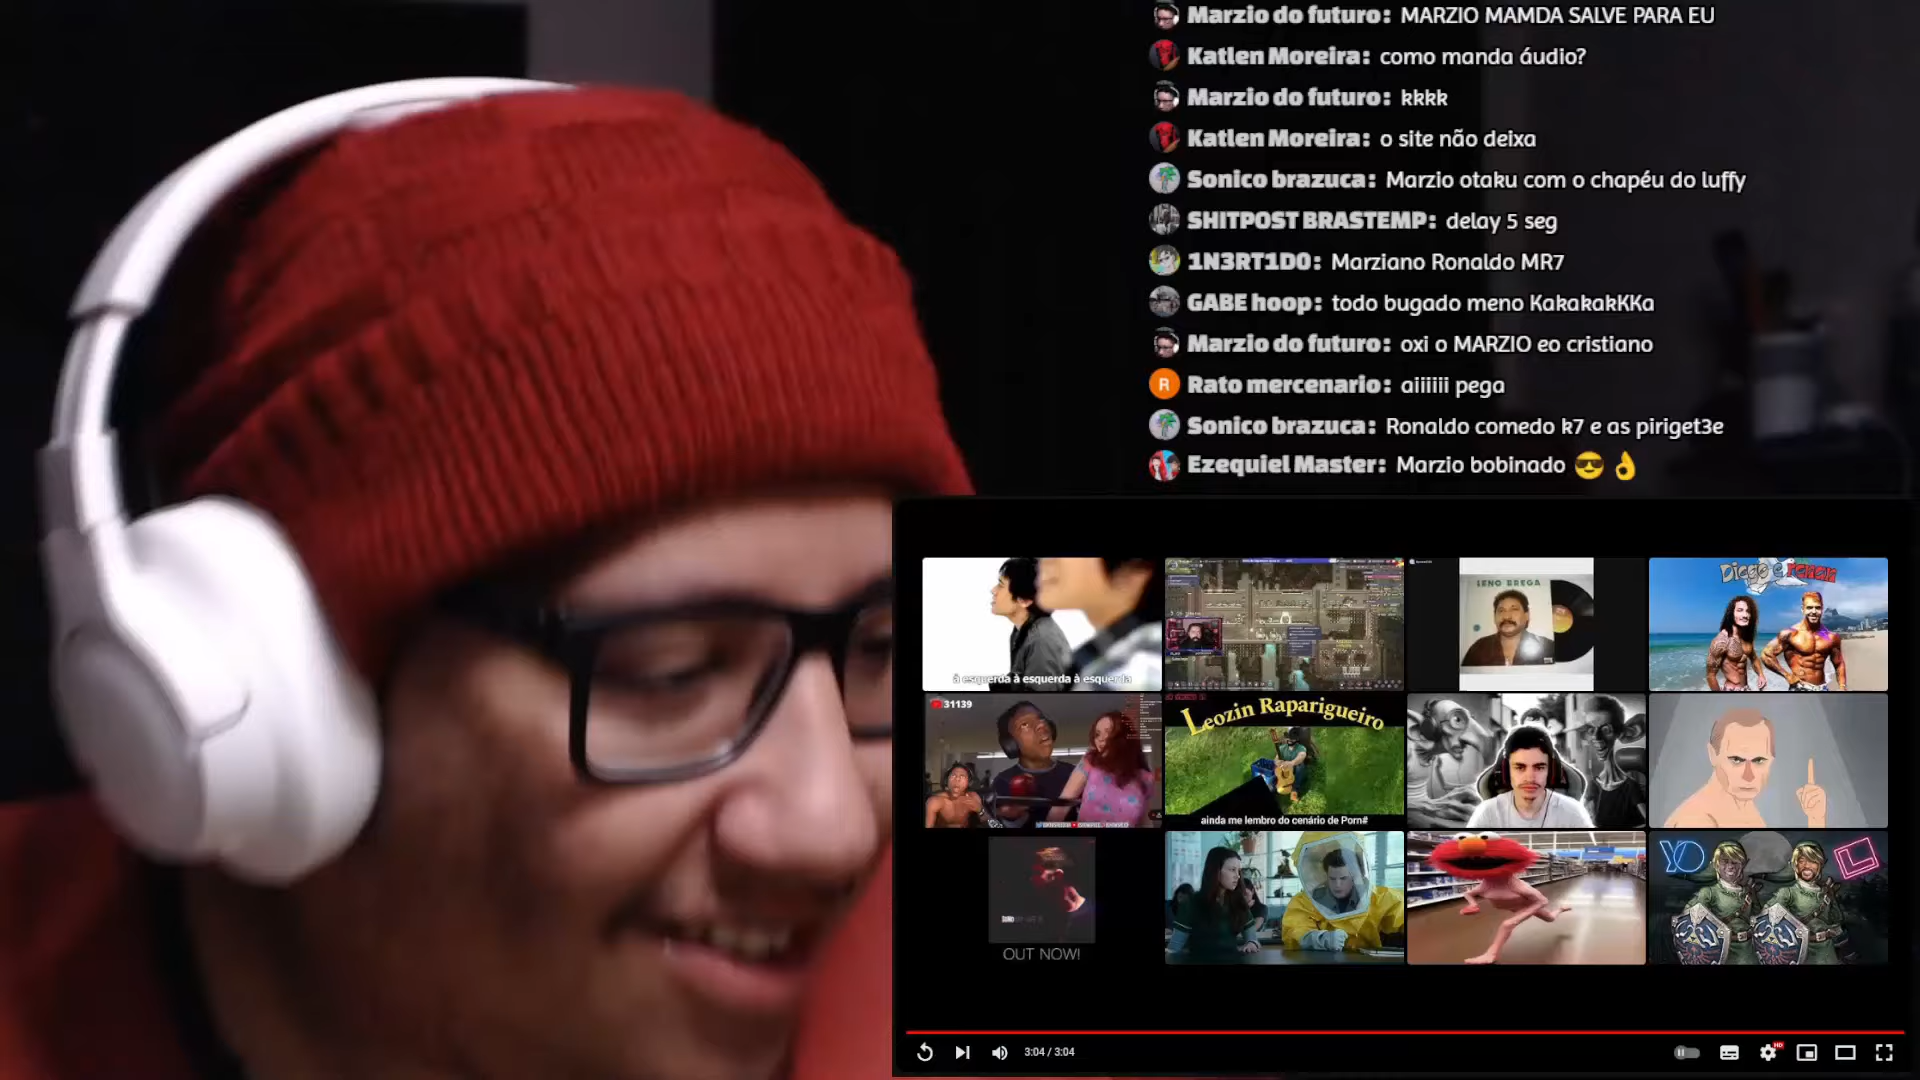 Marzio do futuro: MARZIO MAMDA SALVE PARA EU
Katlen Moreira: como manda áudio?
Marzio do futuro: kkkk
Katlen Moreira: o site não deixa
Sonico brazuca: Marzio otaku com o chapéu do luffy
SHITPOST BRASTEMP: delay 5 seg
1N3RT1D0: Marziano Ronaldo MR7
GABE hoop: todo bugado meno KakakakKKa
Marzio do futuro: oxi o MARZIO eo cristiano
R Rato mercenario: aiiiiii pega
Sonico brazuca: Ronaldo comedo k7 e as piriget3e
Ezequiel Master: Marzio bobinado 😎 👌
à esquerda à esquerda à esquerda
LENO BREGA
Diego e renan
31139
Leozin Raparigueiro
ainda me lembro do cenário de Porn#
OUT NOW!
3:04 / 3:04
HD